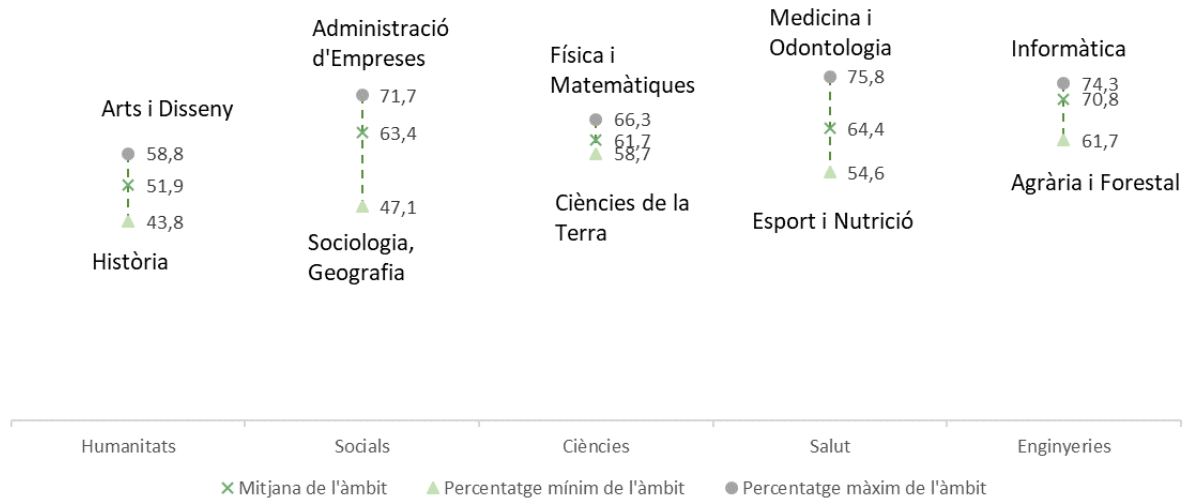 Arts i Disseny
58,8
51,9
43,8
Història
Administració
d'Empreses
71,7
63,4
47,1
Sociologia,
Geografia
Física i
Matemàtiques
66,3
61,7
58,7
Ciències de la
Terra
Medicina i
Odontologia
75,8
64,4
54,6
Esport i Nutrició
Informàtica
74,3
70,8
61,7
Agrària i Forestal
Humanitats
Socials
Ciències
Salut
Enginyeries
Mitjana de l'àmbit
Percentatge mínim de l'àmbit
Percentatge màxim de l'àmbit